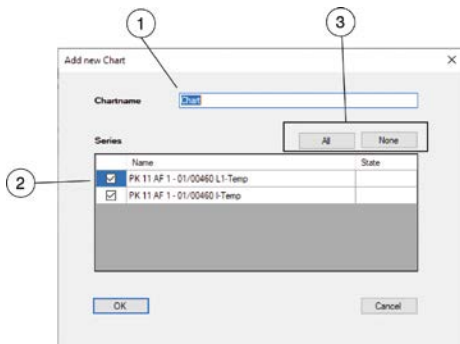 1
3
Add new Chart
Chartname Chart
Series All None
Name State
2
PK 11 AF 1 - 01/00460 L1-Temp
PK 11 AF 1 - 01/00460 I-Temp
OK Cancel